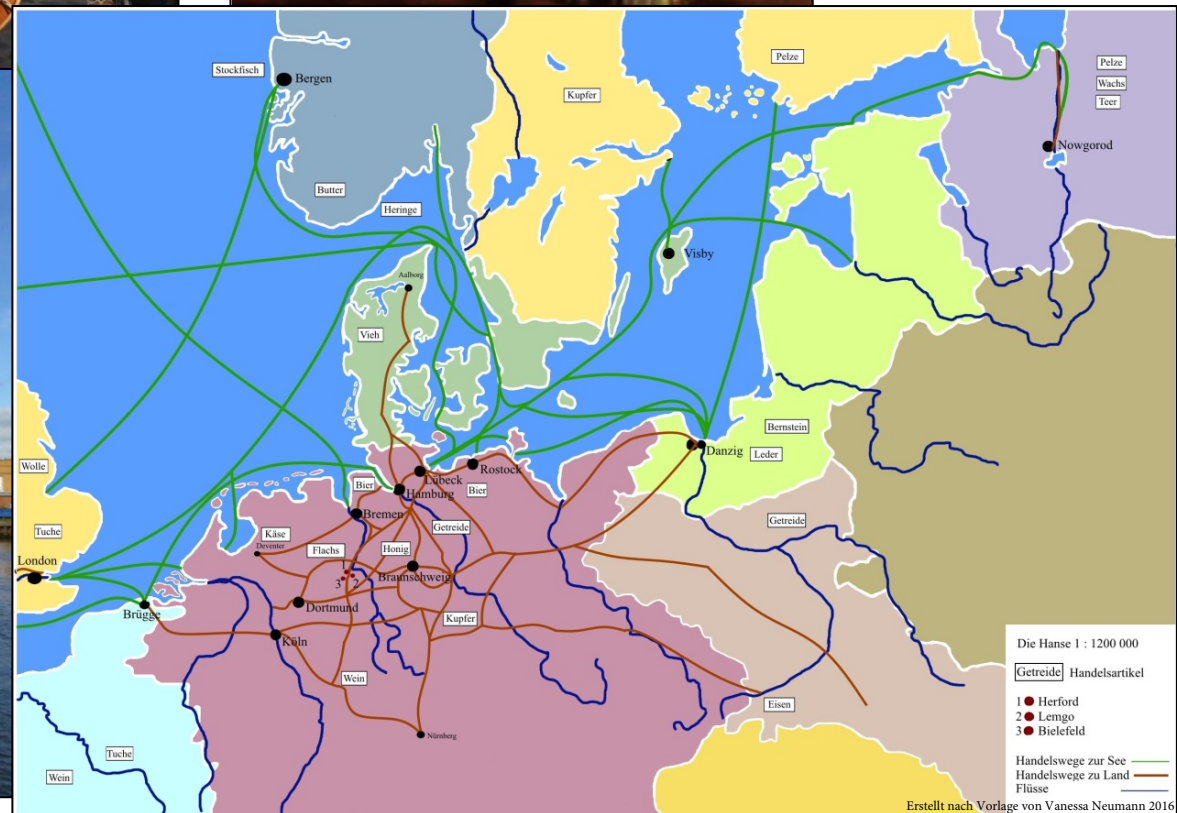 Stockfisch
Bergen
Kupfer
Pelze
Pelze
Wachs
Teer
Nowgorod
Butter
Heringe
Visby
Aalborg
Vieh
Bernstein
Danzig
Leder
Wolle
Tuche
London
Lübeck
Rostock
Bier
Hamburg
Bier
Bremen
Getreide
Getreide
Käse
Deventer
Flachs
Honig
1
3 2
Braunschweig
Brügge
Dortmund
Kupfer
Köln
Wein
Eisen
Nürnberg
Tuche
Wein
Die Hanse 1 : 1200 000
Getreide Handelsartikel
1 Herford
2 Lemgo
3 Bielefeld
Handelswege zur See
Handelswege zu Land
Flüsse
Erstellt nach Vorlage von Vanessa Neumann 2016